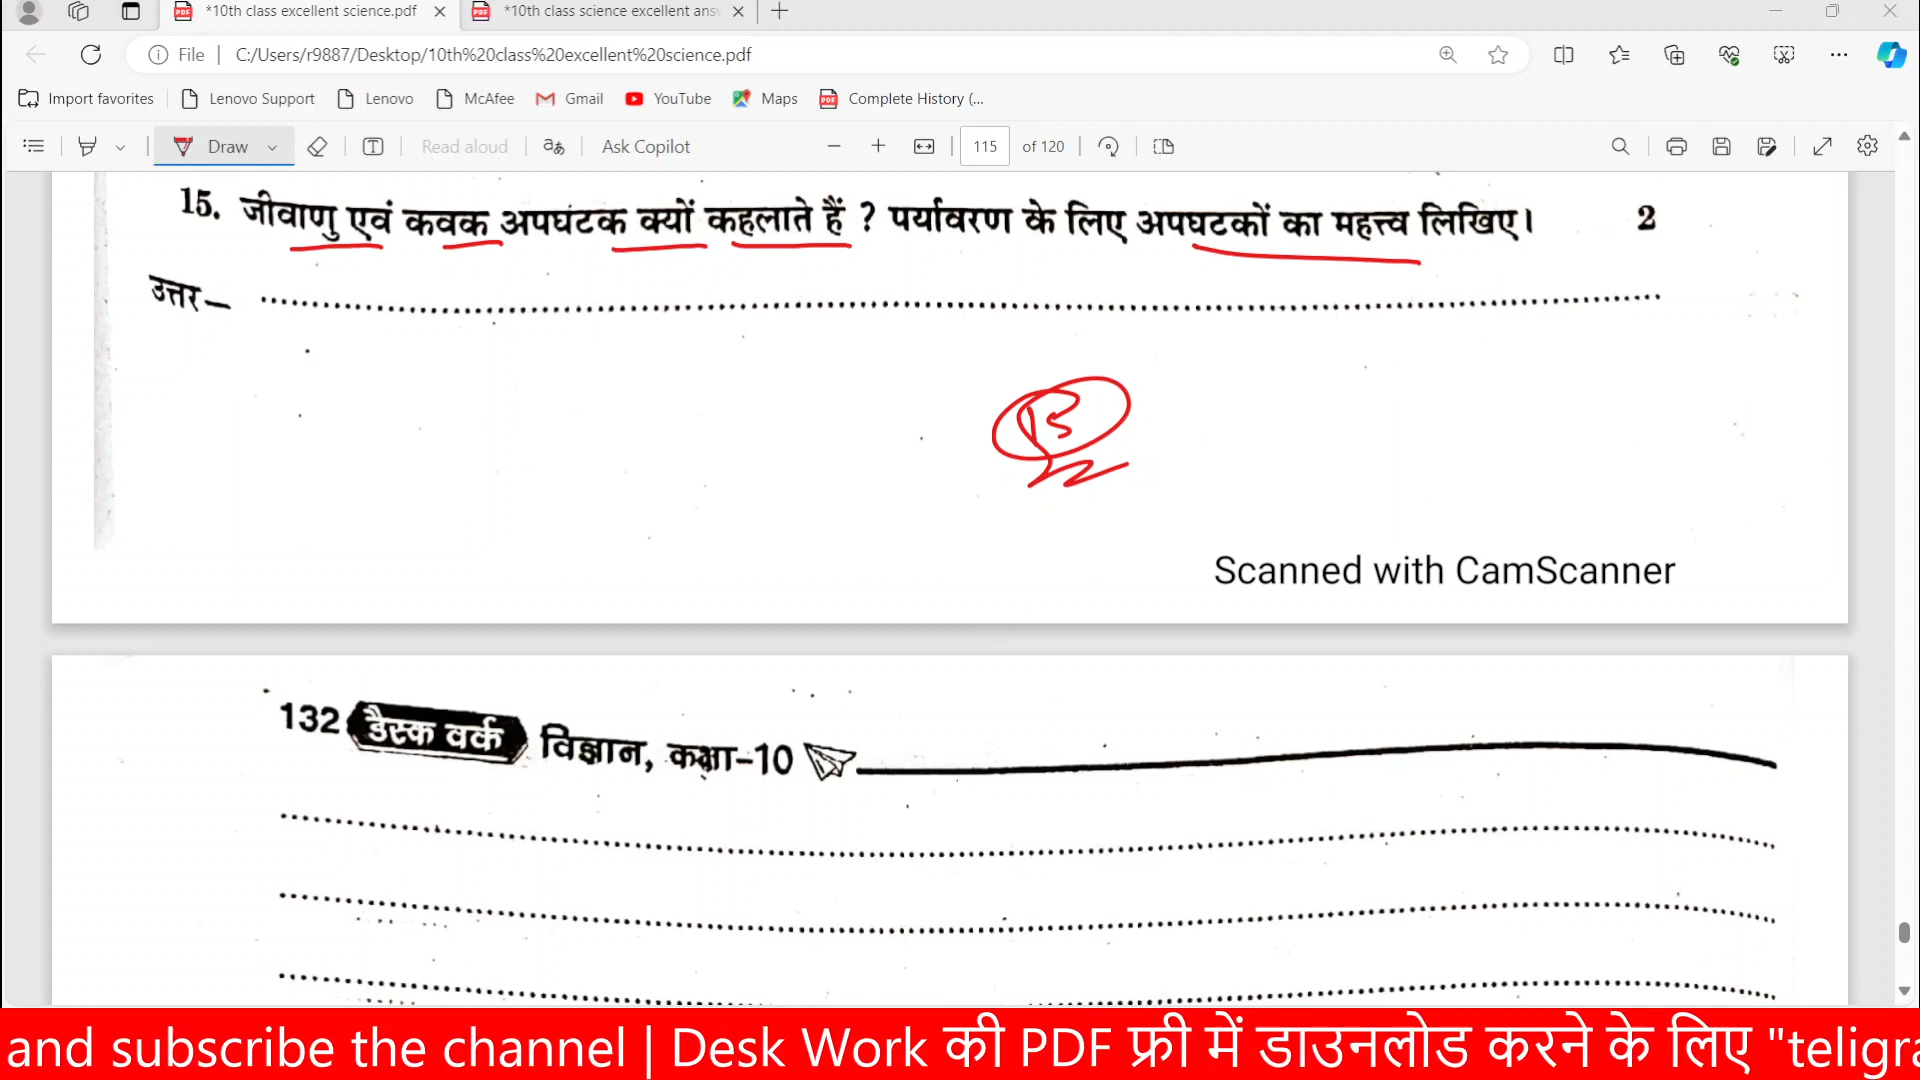 *10th class excellent science.pdf
*10th class science excellent ans
File
C:/Users/r9887/Desktop/10th%20class%20excellent%20science.pdf
Import favorites
Lenovo Support
Lenovo
McAfee
Gmail
YouTube
Maps
Complete History (...
Draw
Read aloud
Ask Copilot
115
of 120
15. जीवाणु एवं कवक अपघटक क्यों कहलाते हैं ? पर्यावरण के लिए अपघटकों का महत्त्व लिखिए। 2
उत्तर—
15
Scanned with CamScanner
132 डैस्क वर्क विज्ञान, कक्षा-10
and subscribe the channel | Desk Work की PDF फ्री में डाउनलोड करने के लिए "teligra